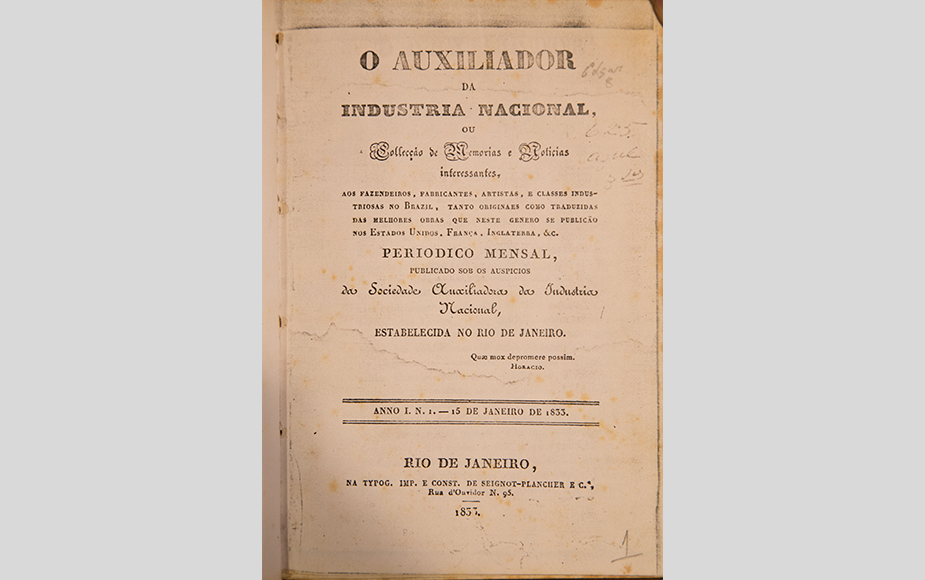 O AUXILIADOR
DA
INDUSTRIA NACIONAL,
OU
Collecção de Memorias e Noticias
interessantes,
AOS FAZENDEIROS, FABRICANTES, ARTISTAS, E CLASSES INDUS-
TRIOSAS NO BRAZIL, TANTO ORIGINAES COMO TRADUZIDAS
DAS MELHORES OBRAS QUE NESTE GENERO SE PUBLICÃO
NOS ESTADOS UNIDOS, FRANÇA, INGLATERRA, &C.
PERIODICO MENSAL,
PUBLICADO SOB OS AUSPICIOS
da Sociedade Auxiliadora da Industria
Nacional,
ESTABELECIDA NO RIO DE JANEIRO.
Quæ mox depromere possim.
HORACIO.
ANNO I. N. 1. — 15 DE JANEIRO DE 1833.
RIO DE JANEIRO,
NA TYPOG. IMP. E CONST. DE SEIGNOT-PLANCHER E C.ª,
Rua d'Ouvidor N. 95.
1833.
1